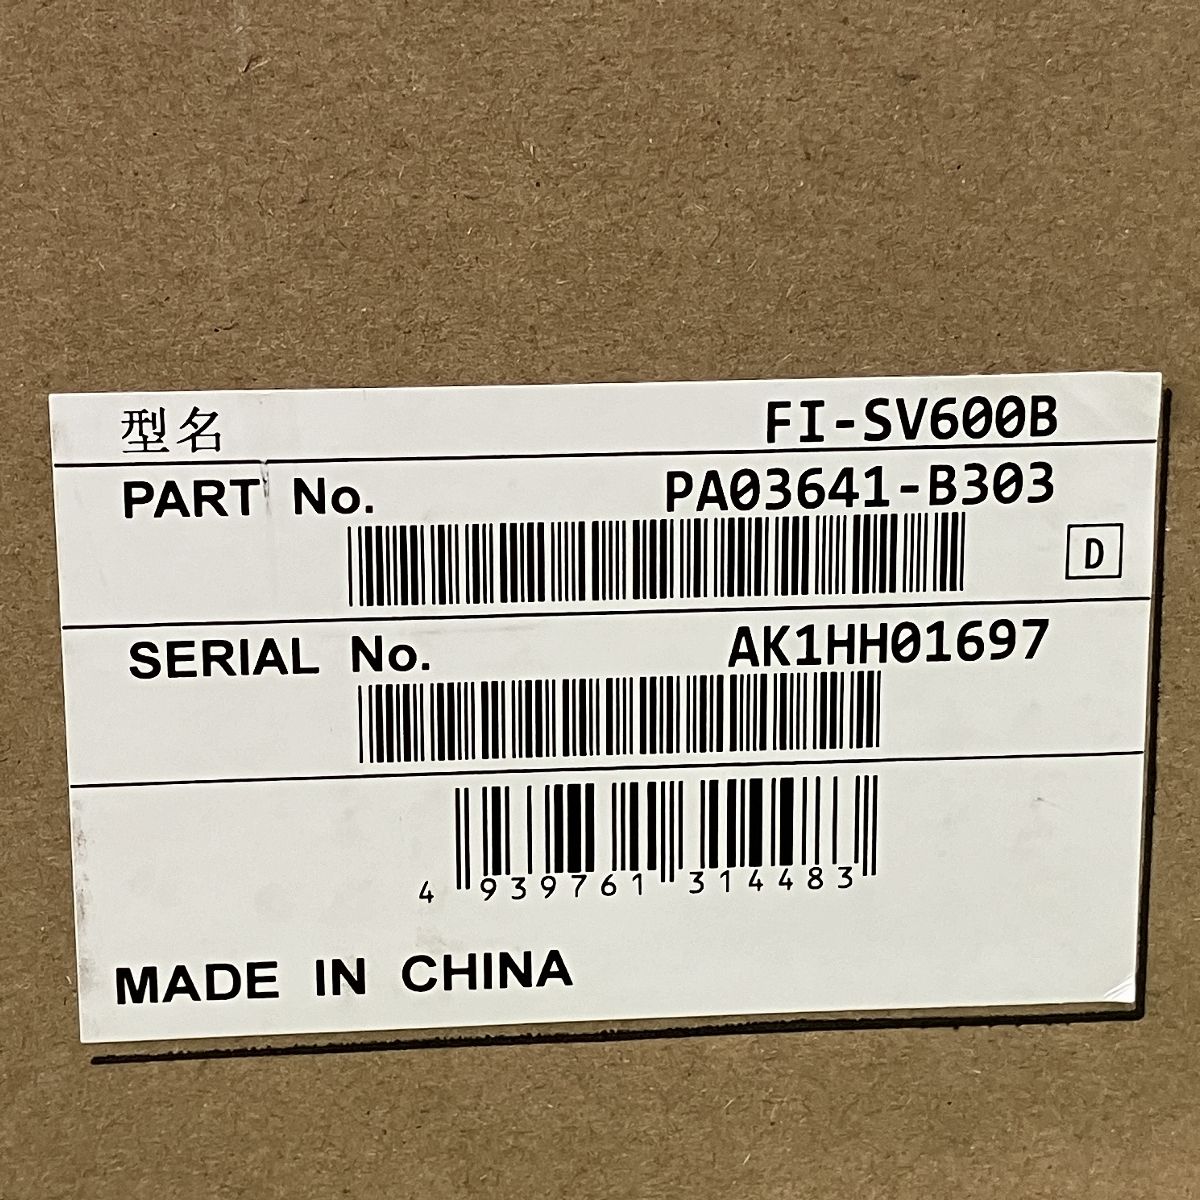 型名 FI-SV600B
PART No. PA03641-B303
D
SERIAL No. AK1HH01697
4 939761 314483
MADE IN CHINA